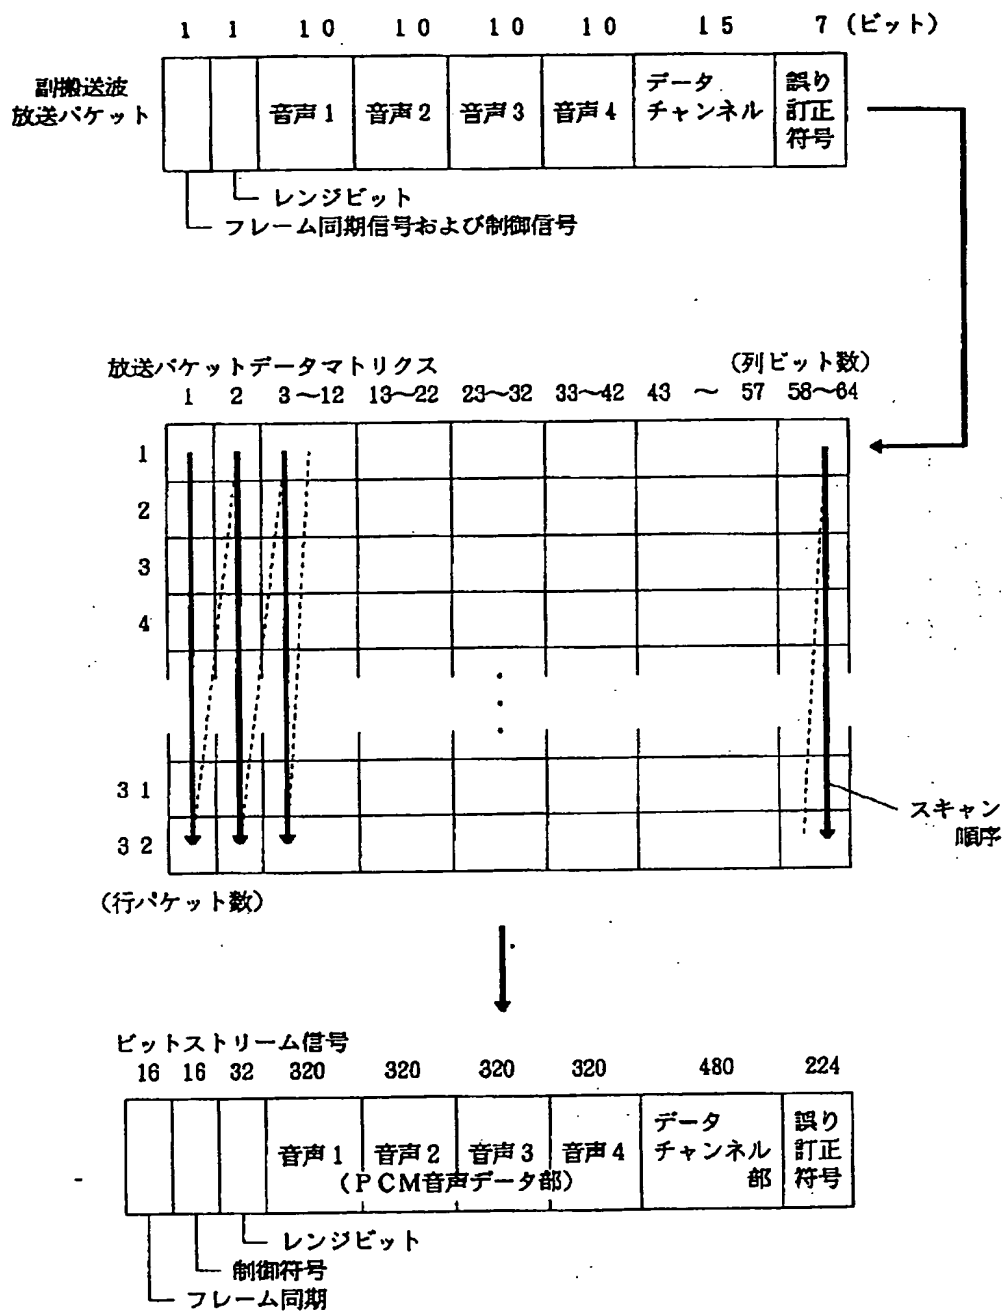 1 1 10 10 10 10 15 7 (ビット)
副搬送波
放送パケット
音声1 音声2 音声3 音声4
データ
チャンネル
誤り
訂正
符号
レンジビット
フレーム同期信号および制御信号
放送パケットデータマトリクス
(列ビット数)
1 2 3〜12 13〜22 23〜32 33〜42 43 〜 57 58〜64
1
2
3
4
31
32
スキャン
順序
(行パケット数)
ビットストリーム信号
16 16 32 320 320 320 320 480 224
音声1 音声2 音声3 音声4
(PCM音声データ部)
データ
チャンネル
部
誤り
訂正
符号
レンジビット
制御符号
フレーム同期